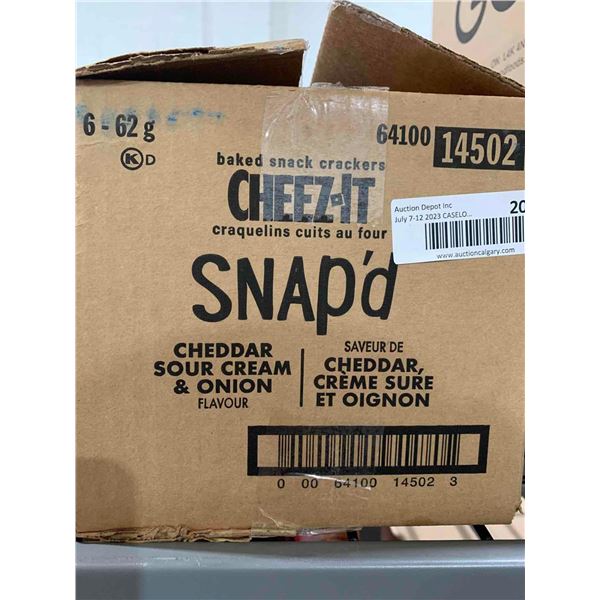 6 - 62 g
K D
64100 14502
baked snack crackers
CHEEZ-IT
craquelins cuits au four
SNAP'd
CHEDDAR
SOUR CREAM
& ONION
FLAVOUR
SAVEUR DE
CHEDDAR,
CRÈME SURE
ET OIGNON
0 00 64100 14502 3
Auction Depot Inc
July 7-12 2023 CASELO...
20
www.auctioncalgary.com